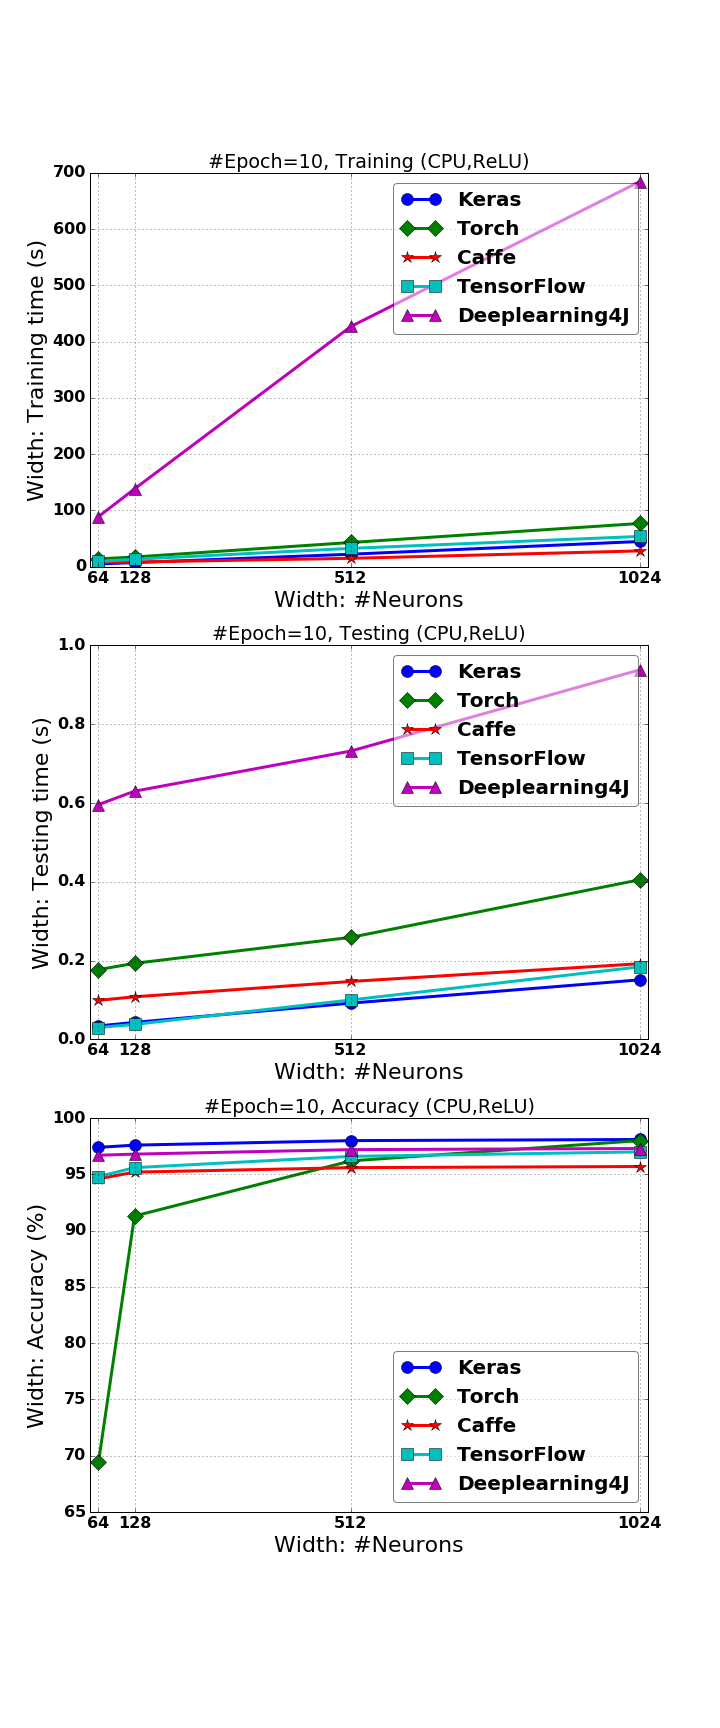 #Epoch=10, Training (CPU,ReLU)
700
600
500
400
300
200
100
0
Width: Training time (s)
Keras
Torch
Caffe
TensorFlow
Deeplearning4J
64 128 512 1024
Width: #Neurons
#Epoch=10, Testing (CPU,ReLU)
1.0
0.8
0.6
0.4
0.2
0.0
Width: Testing time (s)
Keras
Torch
Caffe
TensorFlow
Deeplearning4J
64 128 512 1024
Width: #Neurons
#Epoch=10, Accuracy (CPU,ReLU)
100
95
90
85
80
75
70
65
Width: Accuracy (%)
Keras
Torch
Caffe
TensorFlow
Deeplearning4J
64 128 512 1024
Width: #Neurons